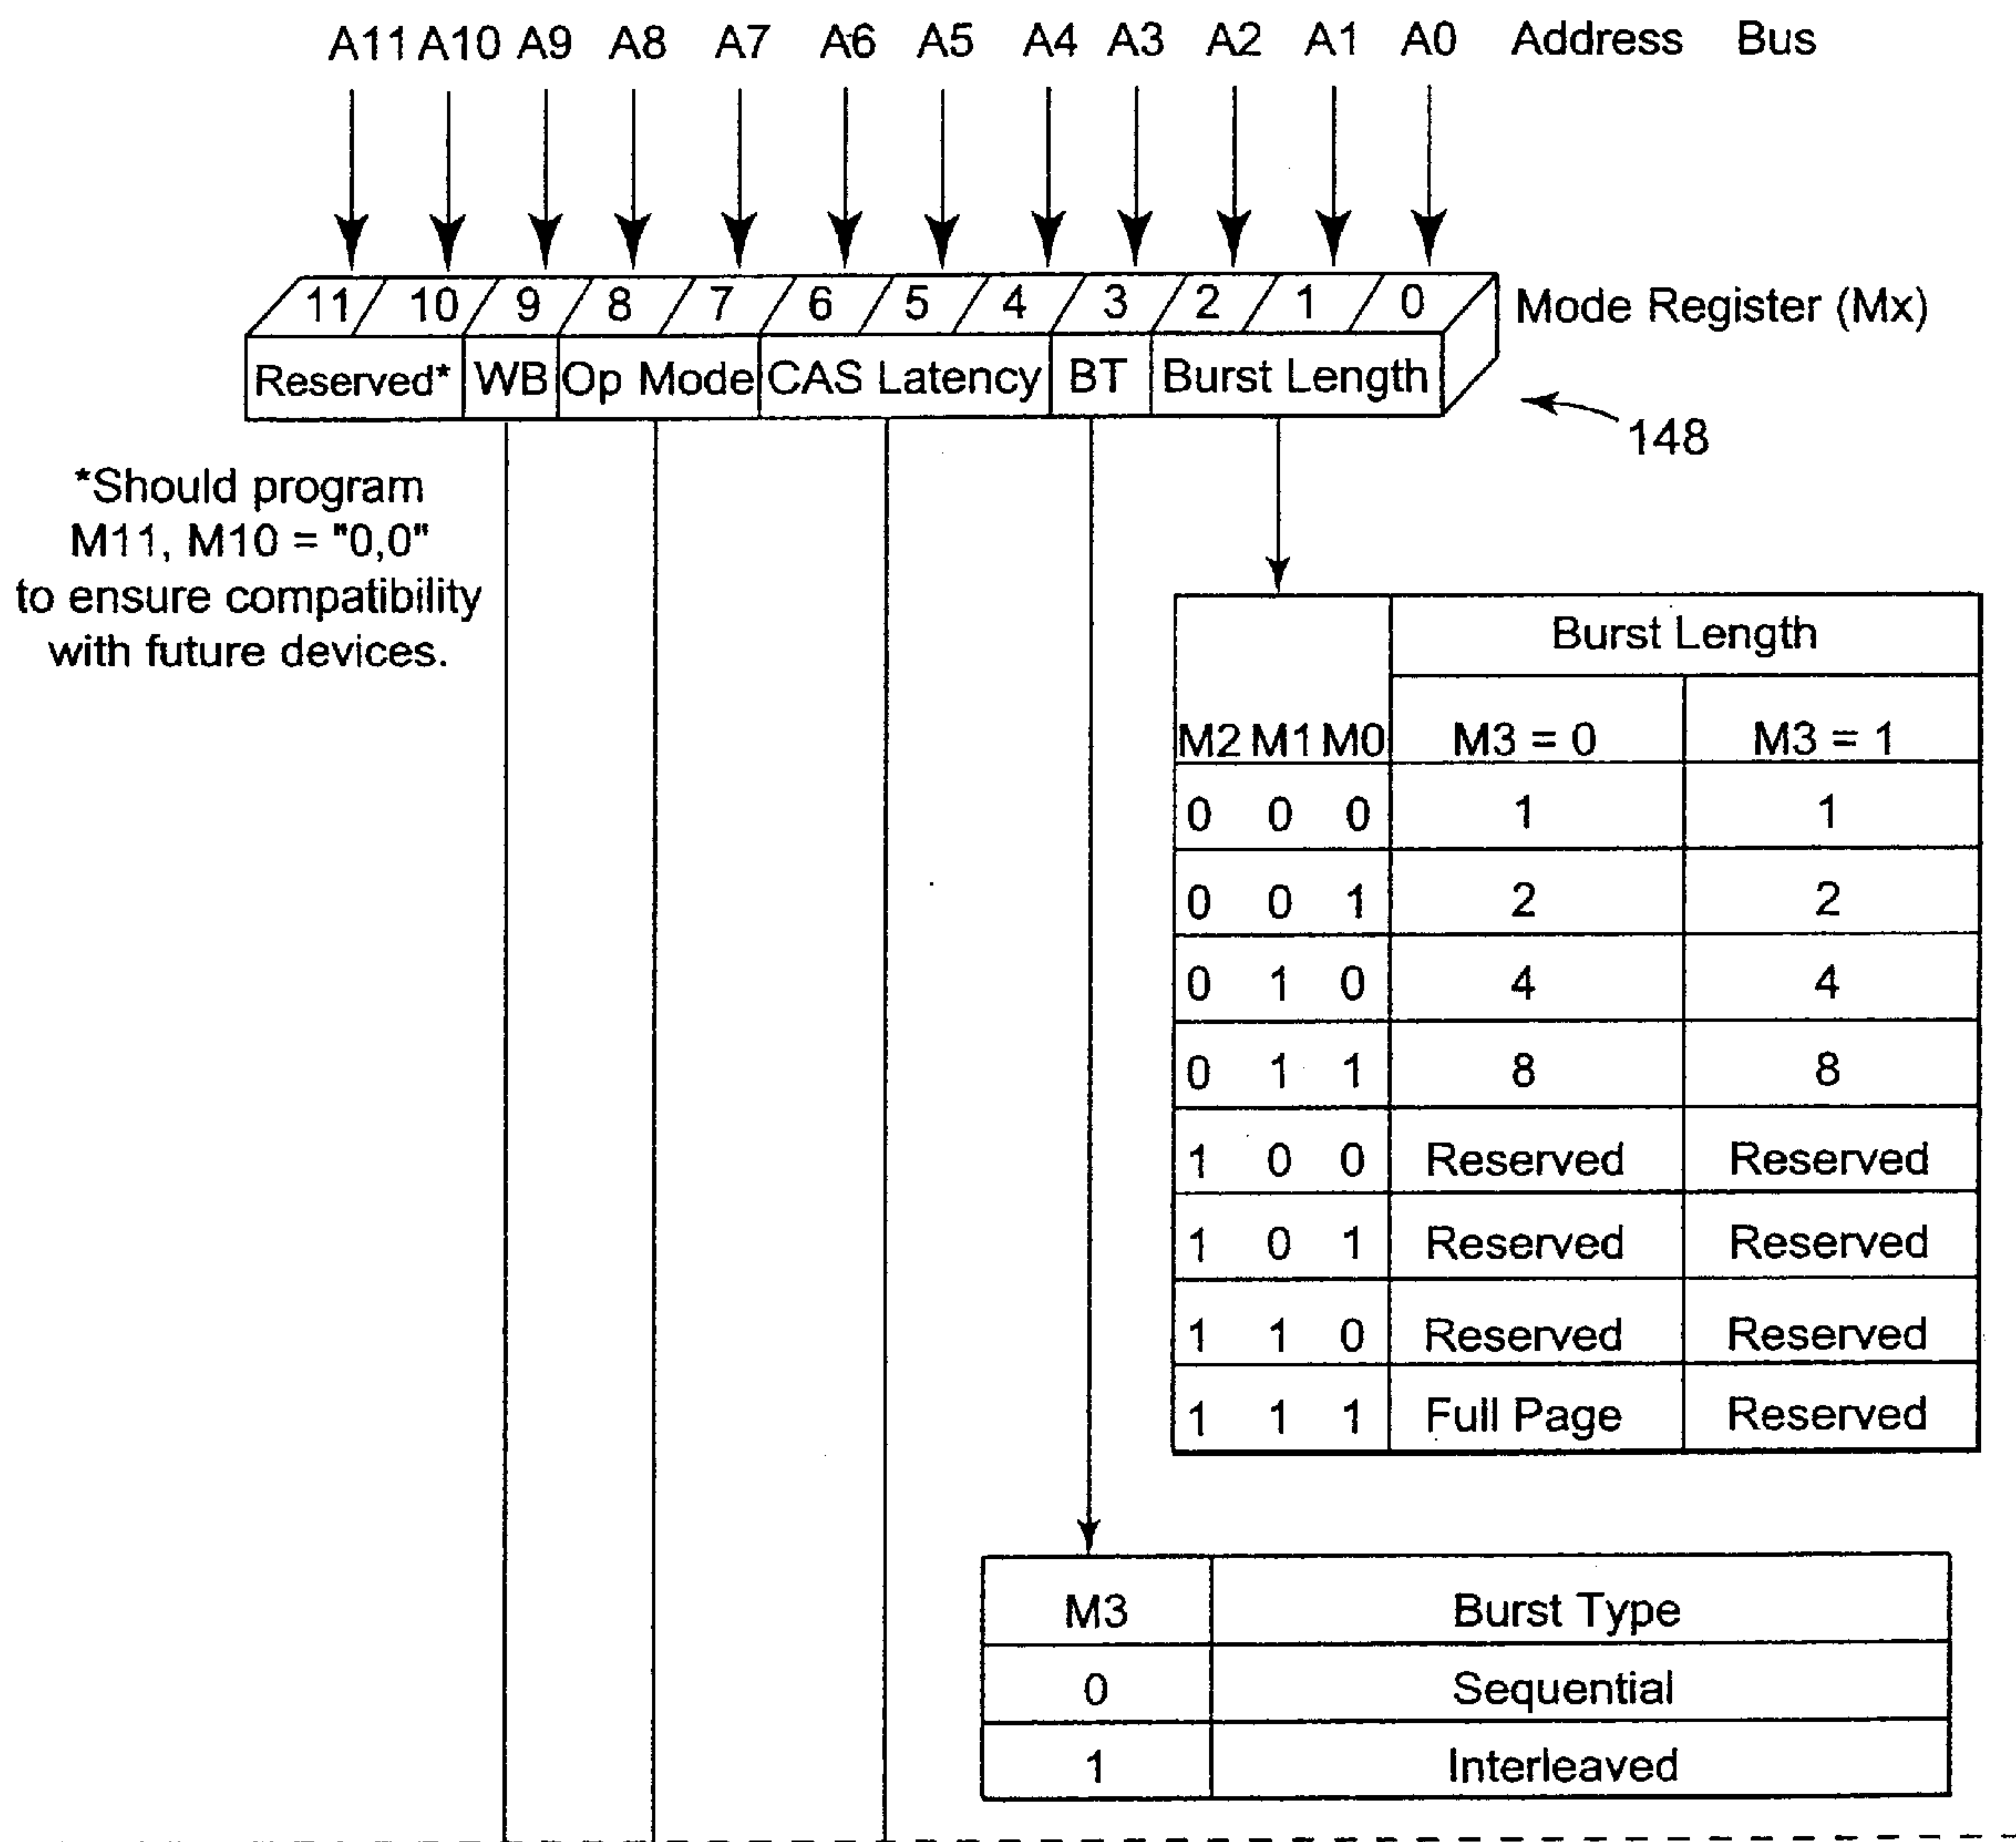 A11 A10 A9 A8 A7 A6 A5 A4 A3 A2 A1 A0 Address Bus
11 10 9 8 7 6 5 4 3 2 1 0 Mode Register (Mx)
Reserved* WB Op Mode CAS Latency BT Burst Length
148
*Should program
M11, M10 = "0,0"
to ensure compatibility
with future devices.
Burst Length
M2 M1 M0 M3 = 0 M3 = 1
0 0 0 1 1
0 0 1 2 2
0 1 0 4 4
0 1 1 8 8
1 0 0 Reserved Reserved
1 0 1 Reserved Reserved
1 1 0 Reserved Reserved
1 1 1 Full Page Reserved
M3 Burst Type
0 Sequential
1 Interleaved